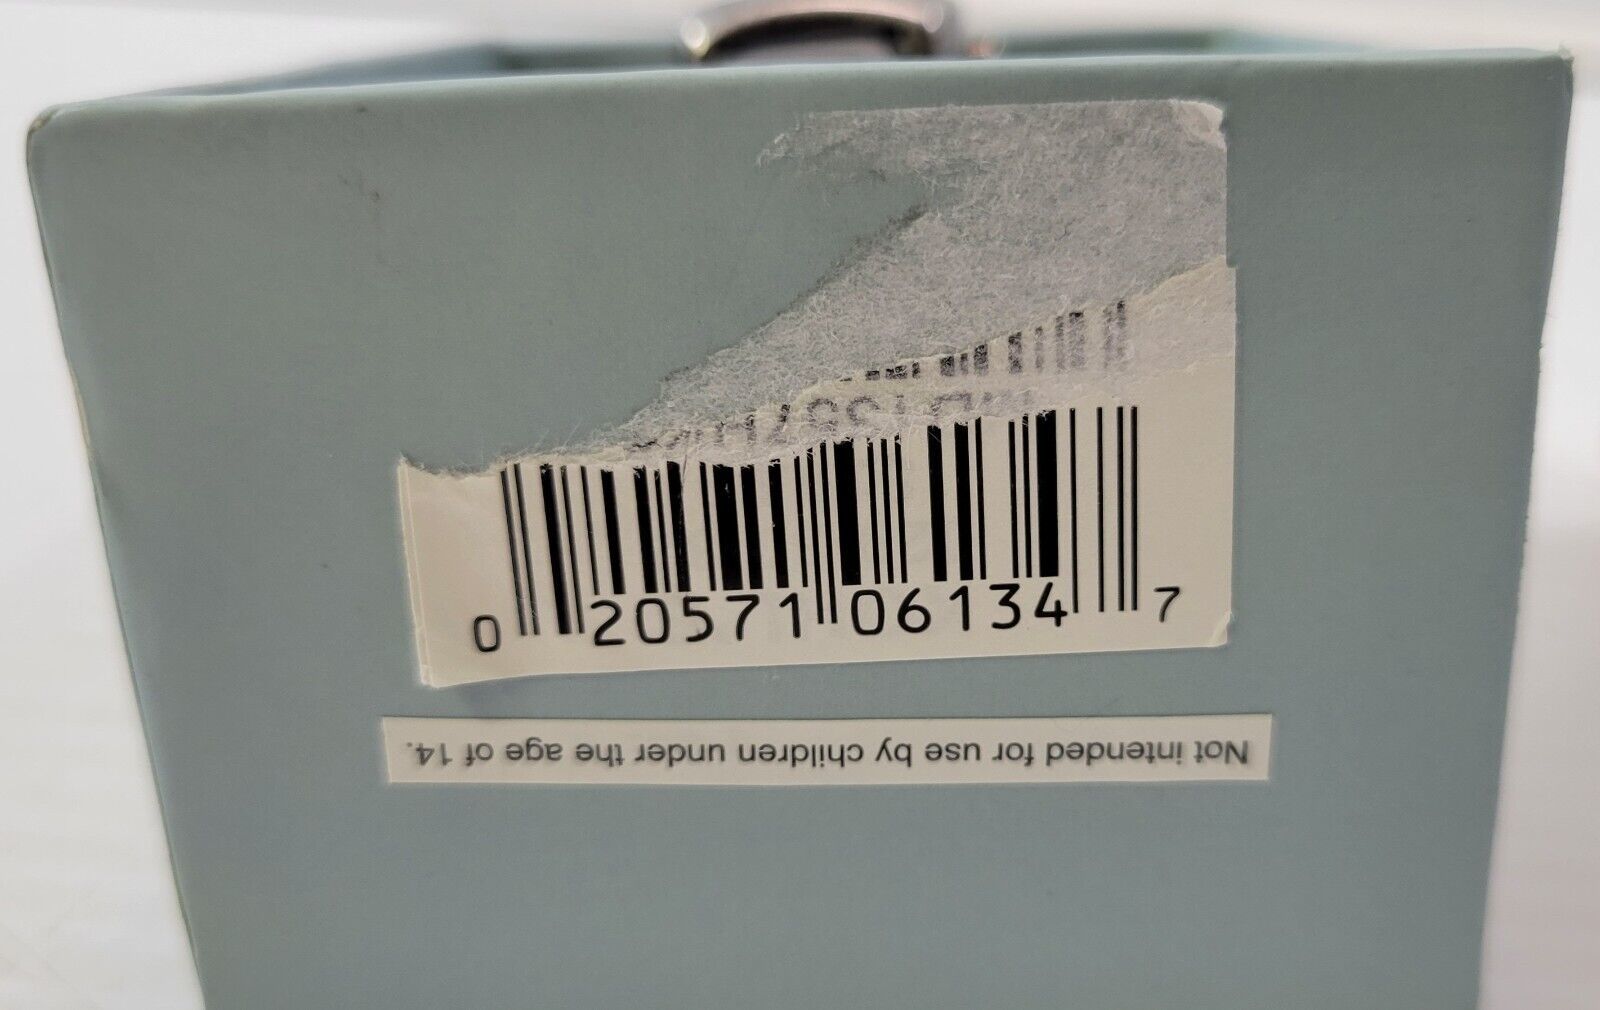 0 20571 06134 7
Not intended for use by children under the age of 14.